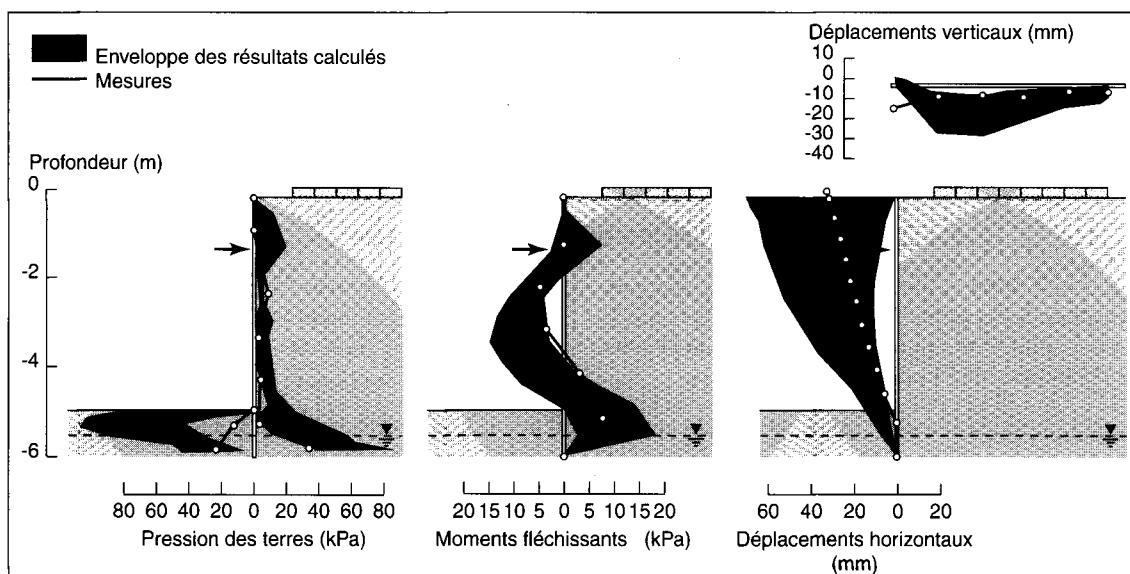 Enveloppe des résultats calculés
Mesures
Déplacements verticaux (mm)
10
0
-10
-20
-30
-40
Profondeur (m)
0
-2
-4
-6
80 60 40 20 0 20 40 60 80
Pression des terres (kPa)
20 15 10 5 0 5 10 15 20
Moments fléchissants (kPa)
60 40 20 0 20
Déplacements horizontaux
(mm)